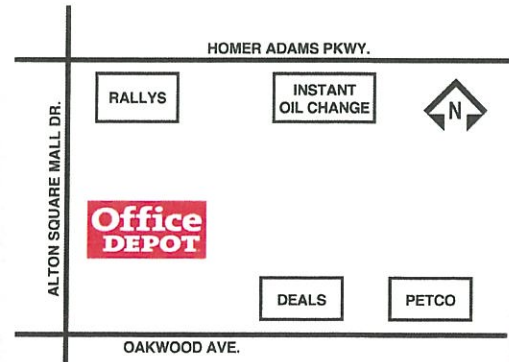 HOMER ADAMS PKWY.
RALLYS
INSTANT
OIL CHANGE
N
ALTON SQUARE MALL DR.
Office
DEPOT
DEALS
PETCO
OAKWOOD AVE.